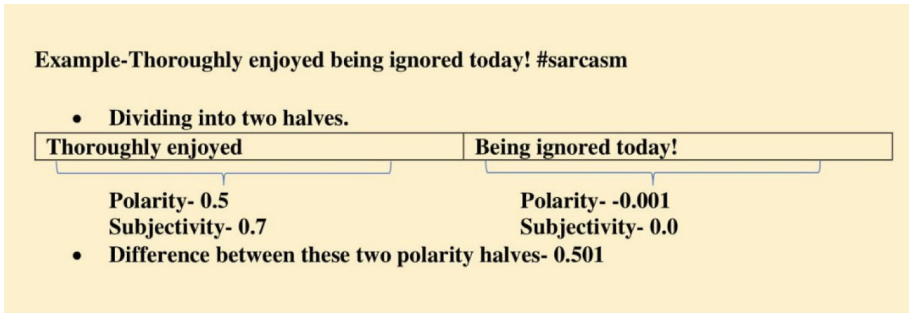 Example-Thoroughly enjoyed being ignored today! #sarcasm
• Dividing into two halves.
Thoroughly enjoyed Being ignored today!
Polarity- 0.5 Polarity- -0.001
Subjectivity- 0.7 Subjectivity- 0.0
• Difference between these two polarity halves- 0.501